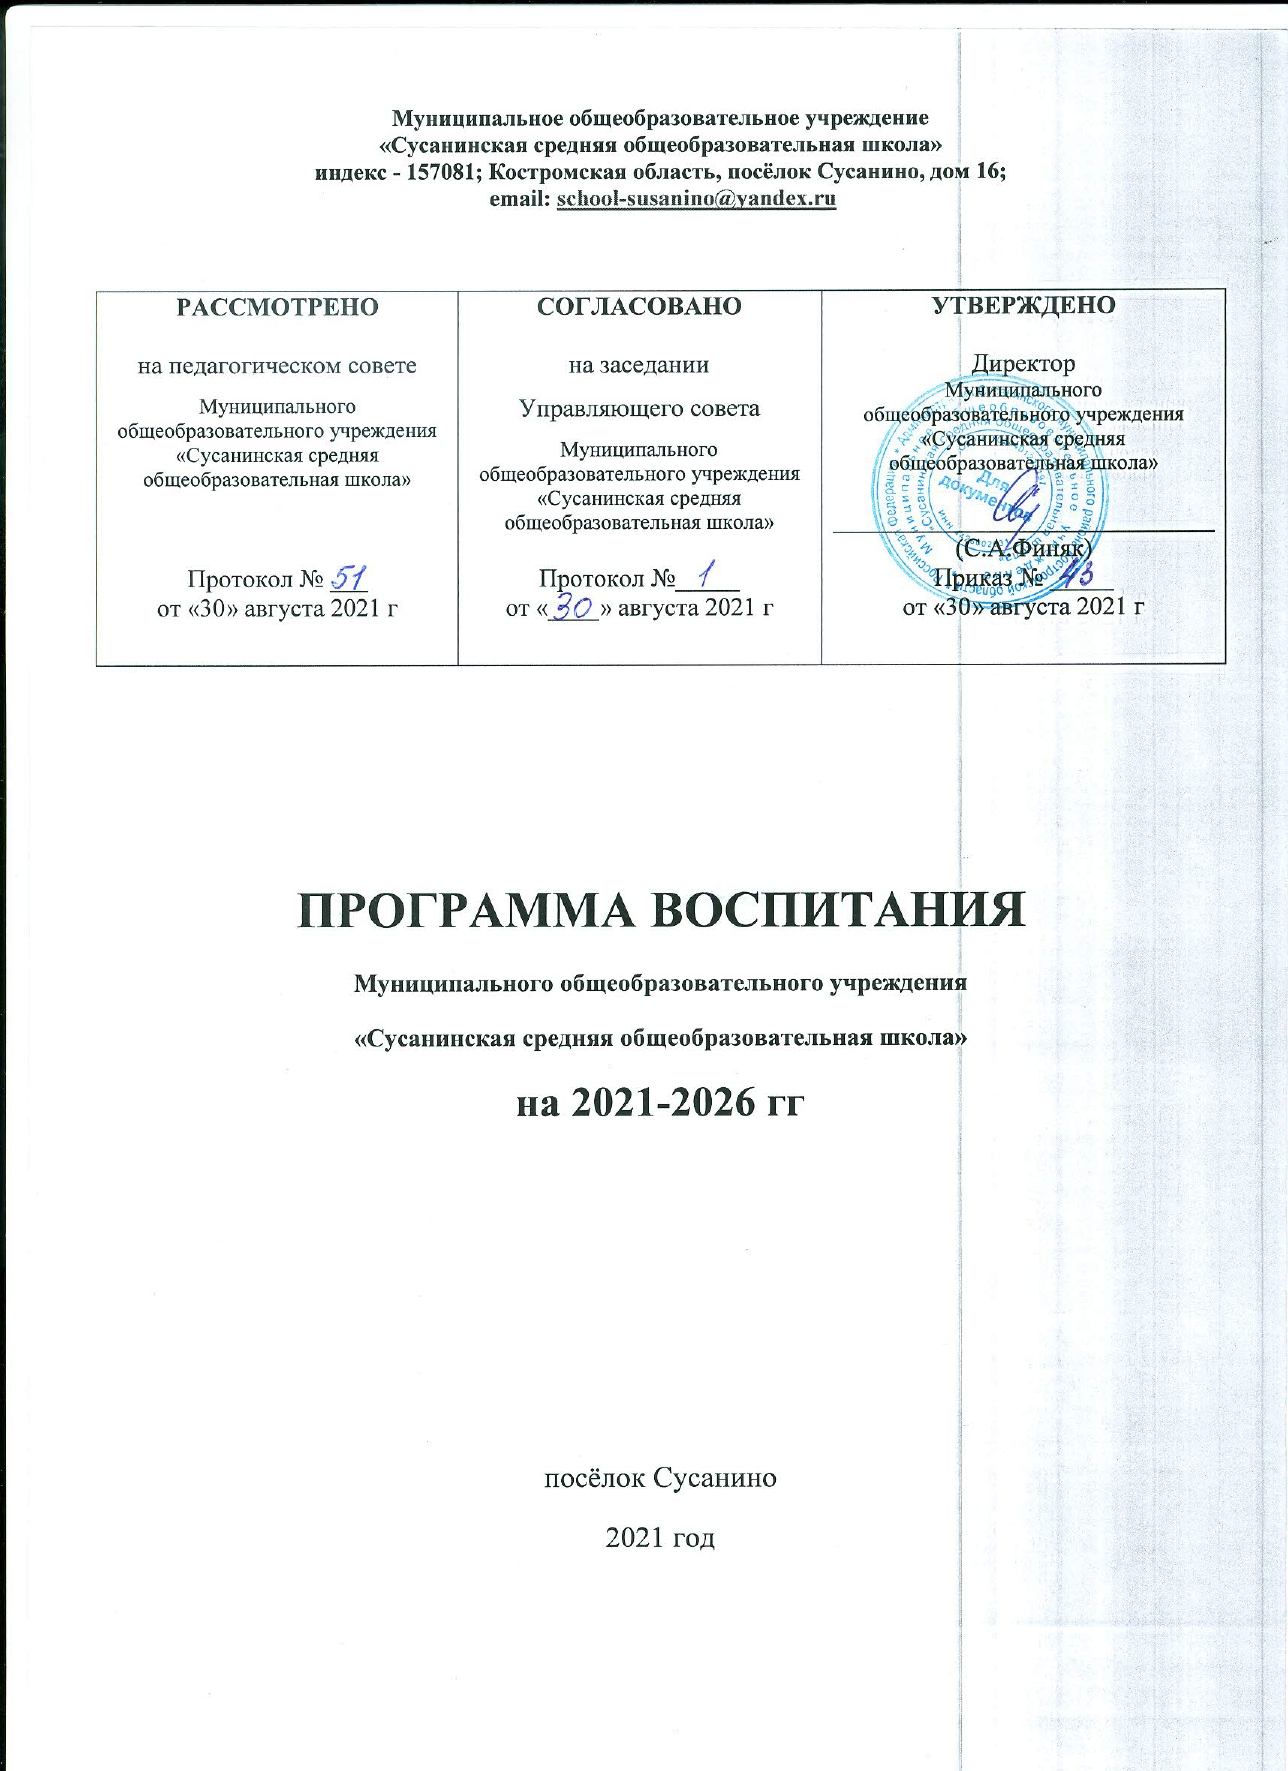 Муниципальное общеобразовательное учреждение
«Сусанинская средняя общеобразовательная школа»
индекс - 157081; Костромская область, посёлок Сусанино, дом 16;
email: school-susanino@yandex.ru
РАССМОТРЕНО
на педагогическом совете
Муниципального
общеобразовательного учреждения
«Сусанинская средняя
общеобразовательная школа»
Протокол № 51
от «30» августа 2021 г
СОГЛАСОВАНО
на заседании
Управляющего совета
Муниципального
общеобразовательного учреждения
«Сусанинская средняя
общеобразовательная школа»
Протокол № 1
от «30» августа 2021 г
УТВЕРЖДЕНО
Директор
Муниципального
общеобразовательного учреждения
«Сусанинская средняя
общеобразовательная школа»
Для
документов
(С.А.Финяк)
Приказ № 43
от «30» августа 2021 г
ПРОГРАММА ВОСПИТАНИЯ
Муниципального общеобразовательного учреждения
«Сусанинская средняя общеобразовательная школа»
на 2021-2026 гг
посёлок Сусанино
2021 год